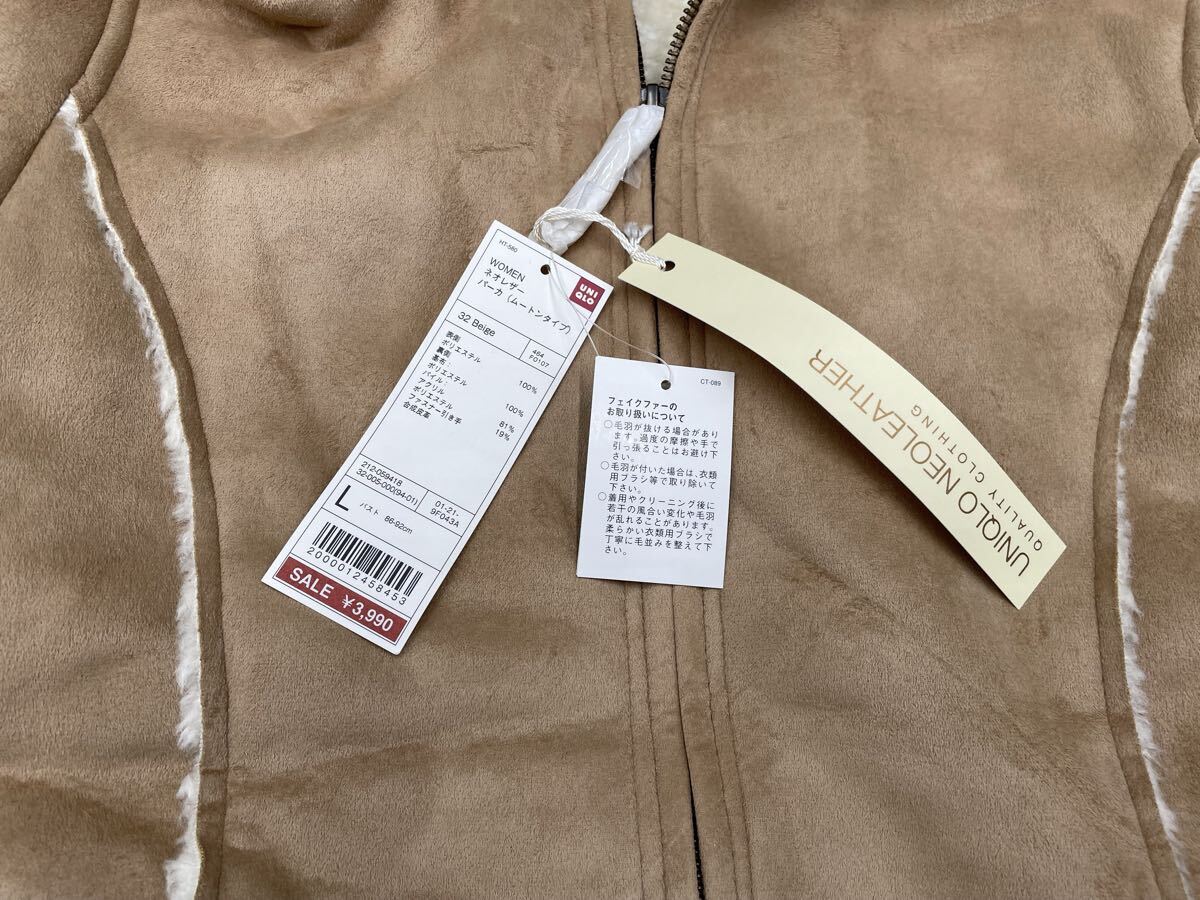 HT-580
WOMEN
ネオレザー
パーカ（ムートンタイプ）
UNI
QLO
32 Beige
464
F0107
表側
ポリエステル 100%
裏側
基布：
ポリエステル 100%
パイル：
アクリル 81%
ポリエステル 19%
ファスナー引き手
合成皮革
212-059418
32-005-000(94-01)
01-21-
9F043A
L
バスト 86-92cm
2000012458453
SALE ¥3,990
CT-089
フェイクファーの
お取り扱いについて
○毛羽が抜ける場合があり
ます。過度の摩擦や手で
引っ張ることはお避け下
さい。
○毛羽が付いた場合は、衣類
用ブラシ等で取り除いて
下さい。
○着用やクリーニング後に
若干の風合い変化や毛羽
が乱れることがあります。
柔らかい衣類用ブラシで
丁寧に毛並みを整えて下
さい。
UNIQLO NEOLEATHER
QUALITY CLOTHING